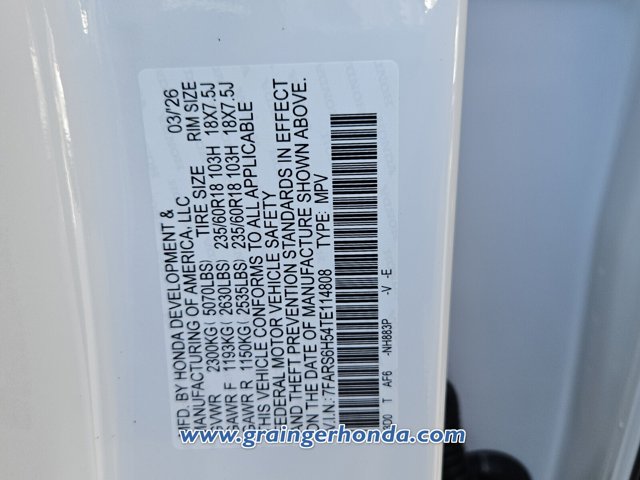 MFD. BY HONDA DEVELOPMENT & 03/'26
MANUFACTURING OF AMERICA, LLC
TIRE SIZE RIM SIZE
GVWR 2300KG(5070LBS)
GAWR F 1193KG(2630LBS) 235/60R18 103H 18X7.5J
GAWR R 1150KG(2535LBS) 235/60R18 103H 18X7.5J
THIS VEHICLE CONFORMS TO ALL APPLICABLE
FEDERAL MOTOR VEHICLE SAFETY
AND THEFT PREVENTION STANDARDS IN EFFECT
ON THE DATE OF MANUFACTURE SHOWN ABOVE.
V.I.N.: 7FARS6H54TE114808 TYPE: MPV
T AF6 -NH883P -V -E
www.graingerhonda.com